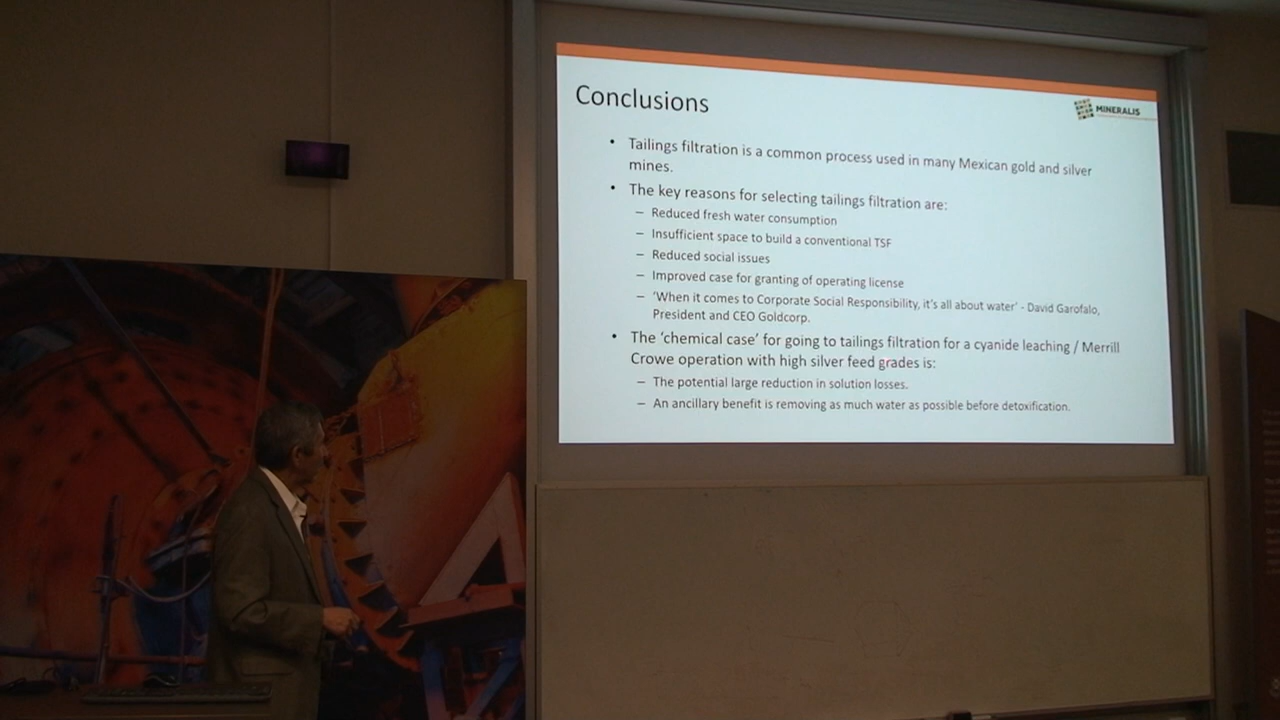 Conclusions
MINERALIS
• Tailings filtration is a common process used in many Mexican gold and silver
mines.
• The key reasons for selecting tailings filtration are:
– Reduced fresh water consumption
– Insufficient space to build a conventional TSF
– Reduced social issues
– Improved case for granting of operating license
– 'When it comes to Corporate Social Responsibility, it's all about water' - David Garofalo,
President and CEO Goldcorp.
• The 'chemical case' for going to tailings filtration for a cyanide leaching / Merrill
Crowe operation with high silver feed grades is:
– The potential large reduction in solution losses.
– An ancillary benefit is removing as much water as possible before detoxification.